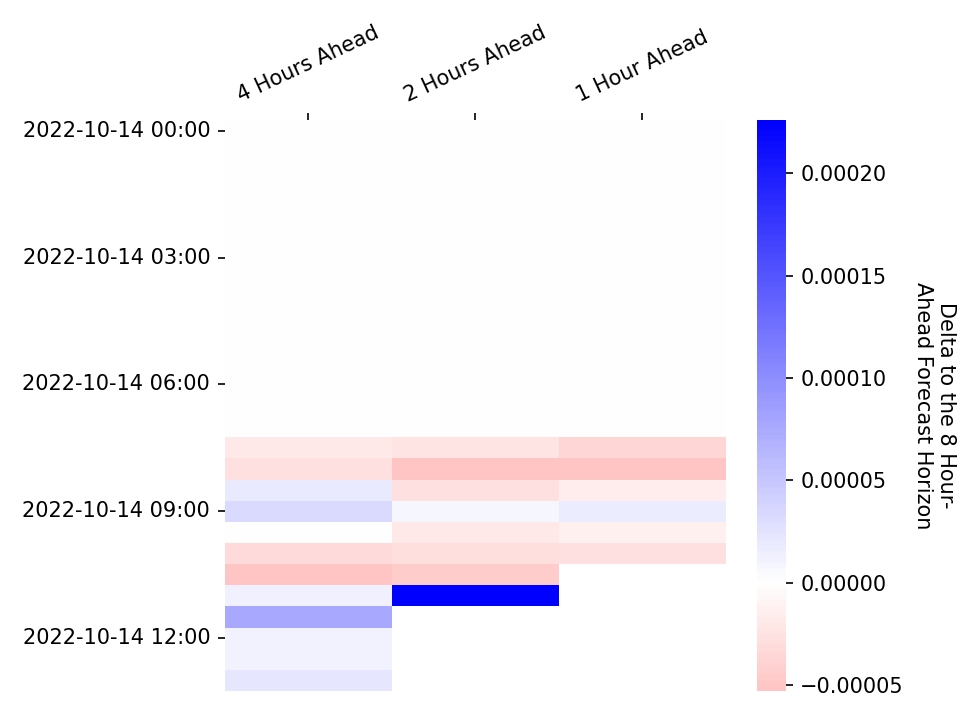 4 Hours Ahead
2 Hours Ahead
1 Hour Ahead
2022-10-14 00:00
2022-10-14 03:00
2022-10-14 06:00
2022-10-14 09:00
2022-10-14 12:00
0.00020
0.00015
0.00010
0.00005
0.00000
−0.00005
Delta to the 8 Hour-
Ahead Forecast Horizon